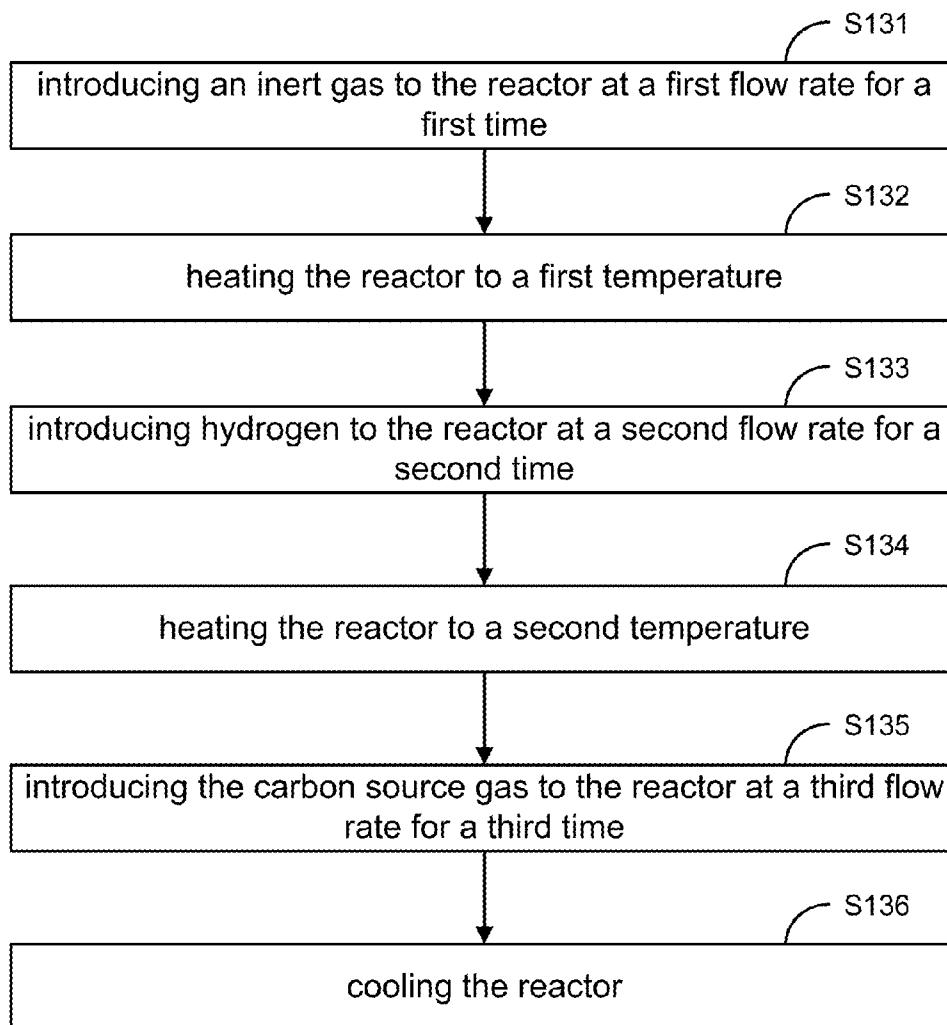 S131
introducing an inert gas to the reactor at a first flow rate for a
first time
S132
heating the reactor to a first temperature
S133
introducing hydrogen to the reactor at a second flow rate for a
second time
S134
heating the reactor to a second temperature
S135
introducing the carbon source gas to the reactor at a third flow
rate for a third time
S136
cooling the reactor